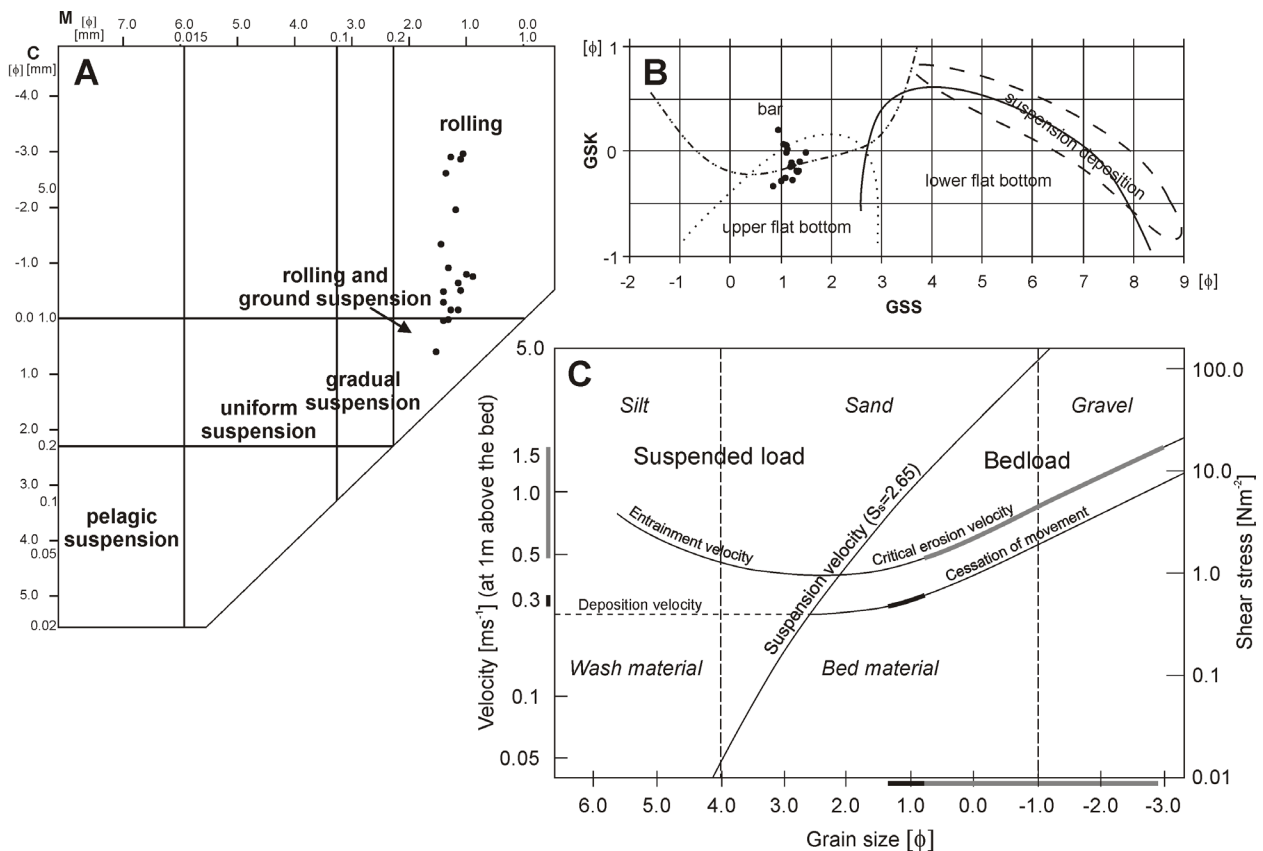 M [ϕ] 7.0 6.0 5.0 4.0 3.0 2.0 1.0 0.0
[mm] 0.015 0.1 0.2 1.0
C
[ϕ] [mm]
A
-4.0
-3.0
5.0
-2.0
-1.0
0.0 1.0
1.0
2.0
0.2
3.0
0.1
4.0
0.05
5.0
0.02
rolling
rolling and
ground suspension
gradual
suspension
uniform
suspension
pelagic
suspension
B
[ϕ] 1
0
-1
GSK
bar
suspension deposition
lower flat bottom
upper flat bottom
-2 -1 0 1 2 3 4 5 6 7 8 9 [ϕ]
GSS
C
5.0
1.5
1.0
0.5
0.3
0.1
0.05
Velocity [ms⁻¹] (at 1m above the bed)
Silt Sand Gravel
Suspended load Bedload
Entrainment velocity
Suspension velocity (Sₛ=2.65)
Critical erosion velocity
Cessation of movement
Deposition velocity
Wash material Bed material
100.0
10.0
1.0
0.1
0.01
Shear stress [Nm⁻²]
6.0 5.0 4.0 3.0 2.0 1.0 0.0 -1.0 -2.0 -3.0
Grain size [ϕ]